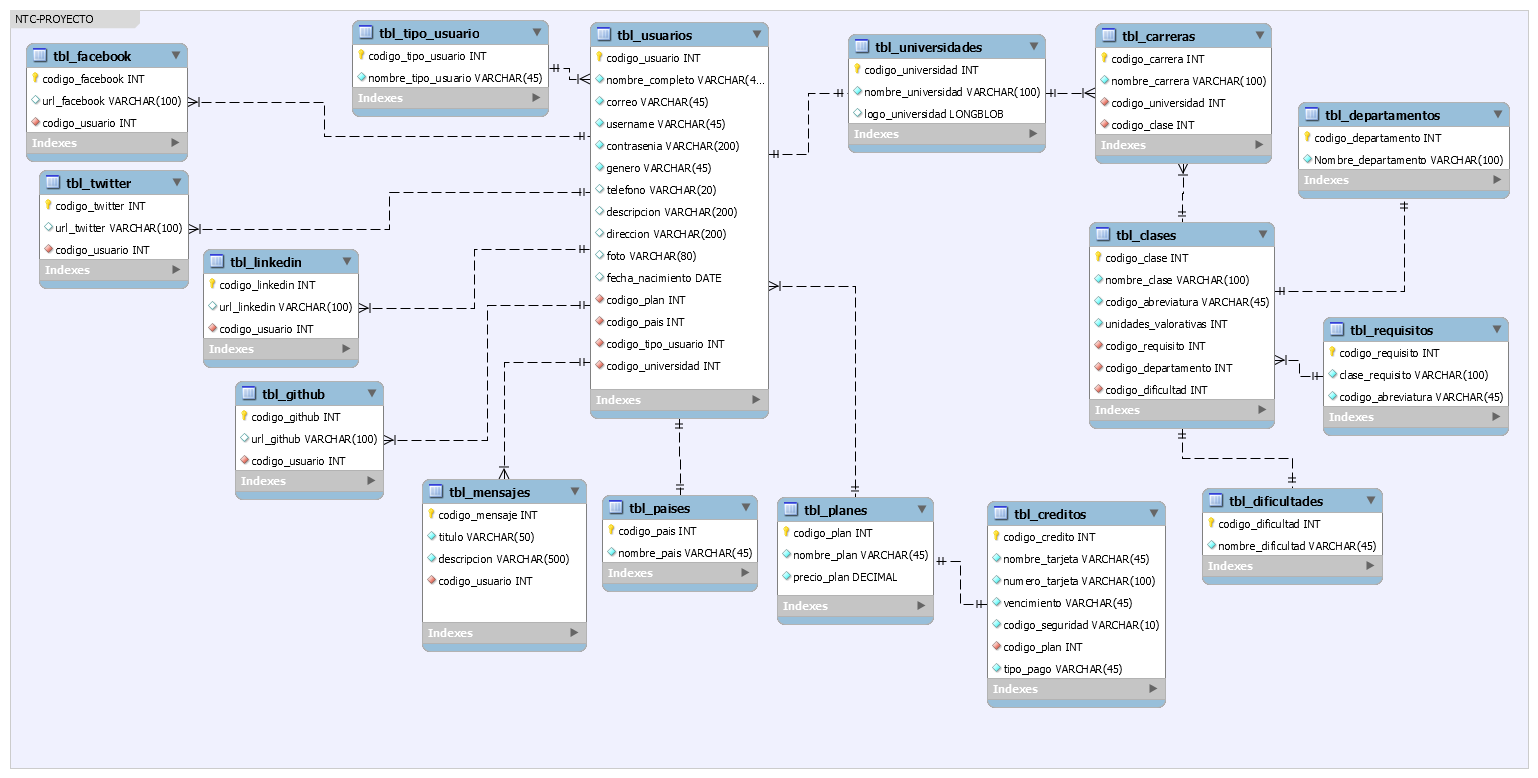 NTC-PROYECTO
tbl_facebook
codigo_facebook INT
url_facebook VARCHAR(100)
codigo_usuario INT
Indexes
tbl_twitter
codigo_twitter INT
url_twitter VARCHAR(100)
codigo_usuario INT
Indexes
tbl_linkedin
codigo_linkedin INT
url_linkedin VARCHAR(100)
codigo_usuario INT
Indexes
tbl_github
codigo_github INT
url_github VARCHAR(100)
codigo_usuario INT
Indexes
tbl_tipo_usuario
codigo_tipo_usuario INT
nombre_tipo_usuario VARCHAR(45)
Indexes
tbl_mensajes
codigo_mensaje INT
titulo VARCHAR(50)
descripcion VARCHAR(500)
codigo_usuario INT
Indexes
tbl_usuarios
codigo_usuario INT
nombre_completo VARCHAR(4...
correo VARCHAR(45)
username VARCHAR(45)
contrasenia VARCHAR(200)
genero VARCHAR(45)
telefono VARCHAR(20)
descripcion VARCHAR(200)
direccion VARCHAR(200)
foto VARCHAR(80)
fecha_nacimiento DATE
codigo_plan INT
codigo_pais INT
codigo_tipo_usuario INT
codigo_universidad INT
Indexes
tbl_paises
codigo_pais INT
nombre_pais VARCHAR(45)
Indexes
tbl_planes
codigo_plan INT
nombre_plan VARCHAR(45)
precio_plan DECIMAL
Indexes
tbl_universidades
codigo_universidad INT
nombre_universidad VARCHAR(100)
logo_universidad LONGBLOB
Indexes
tbl_creditos
codigo_credito INT
nombre_tarjeta VARCHAR(45)
numero_tarjeta VARCHAR(100)
vencimiento VARCHAR(45)
codigo_seguridad VARCHAR(10)
codigo_plan INT
tipo_pago VARCHAR(45)
Indexes
tbl_carreras
codigo_carrera INT
nombre_carrera VARCHAR(100)
codigo_universidad INT
codigo_clase INT
Indexes
tbl_clases
codigo_clase INT
nombre_clase VARCHAR(100)
codigo_abreviatura VARCHAR(45)
unidades_valorativas INT
codigo_requisito INT
codigo_departamento INT
codigo_dificultad INT
Indexes
tbl_departamentos
codigo_departamento INT
Nombre_departamento VARCHAR(100)
Indexes
tbl_requisitos
codigo_requisito INT
clase_requisito VARCHAR(100)
codigo_abreviatura VARCHAR(45)
Indexes
tbl_dificultades
codigo_dificultad INT
nombre_dificultad VARCHAR(45)
Indexes